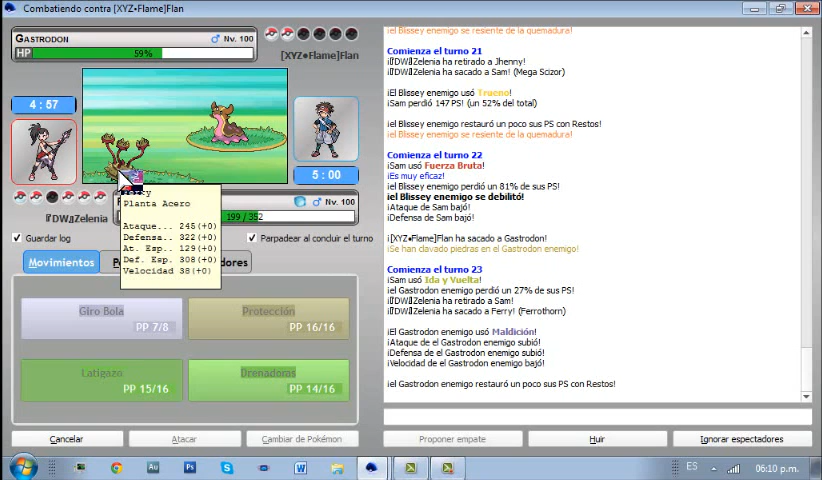 Combatiendo contra [XYZ•Flame]Flan
GASTRODON
♂ Nv. 100
HP
59%
[XYZ•Flame]Flan
4 : 57
5 : 00
Planta Acero
Ataque... 245(+0)
Defensa.. 322(+0)
At. Esp.. 129(+0)
Def. Esp. 308(+0)
Velocidad 38(+0)
♂ Nv. 100
199 / 352
Zelenia
Guardar log
Parpadear al concluir el turno
Movimientos
Giro Bola
PP 7/8
Protección
PP 16/16
Latigazo
PP 15/16
Drenadoras
PP 14/16
Cancelar
Atacar
Cambiar de Pokémon
¡el Blissey enemigo se resiente de la quemadura!
Comienza el turno 21
Zelenia ha retirado a Jhenny!
Zelenia ha sacado a Sam! (Mega Scizor)
¡El Blissey enemigo usó Trueno!
¡Sam perdió 147 PS! (un 52% del total)
¡el Blissey enemigo restauró un poco sus PS con Restos!
¡el Blissey enemigo se resiente de la quemadura!
Comienza el turno 22
¡Sam usó Fuerza Bruta!
¡Es muy eficaz!
¡el Blissey enemigo perdió un 81% de sus PS!
¡el Blissey enemigo se debilitó!
¡Ataque de Sam bajó!
¡Defensa de Sam bajó!
¡[XYZ•Flame]Flan ha sacado a Gastrodon!
¡Se han clavado piedras en el Gastrodon enemigo!
Comienza el turno 23
¡Sam usó Ida y Vuelta!
¡el Gastrodon enemigo perdió un 27% de sus PS!
Zelenia ha retirado a Sam!
Zelenia ha sacado a Ferry! (Ferrothorn)
¡El Gastrodon enemigo usó Maldición!
¡Ataque de el Gastrodon enemigo subió!
¡Defensa de el Gastrodon enemigo subió!
¡Velocidad de el Gastrodon enemigo bajó!
¡el Gastrodon enemigo restauró un poco sus PS con Restos!
Proponer empate
Huir
Ignorar espectadores
Au
Ps
ES
06:10 p.m.